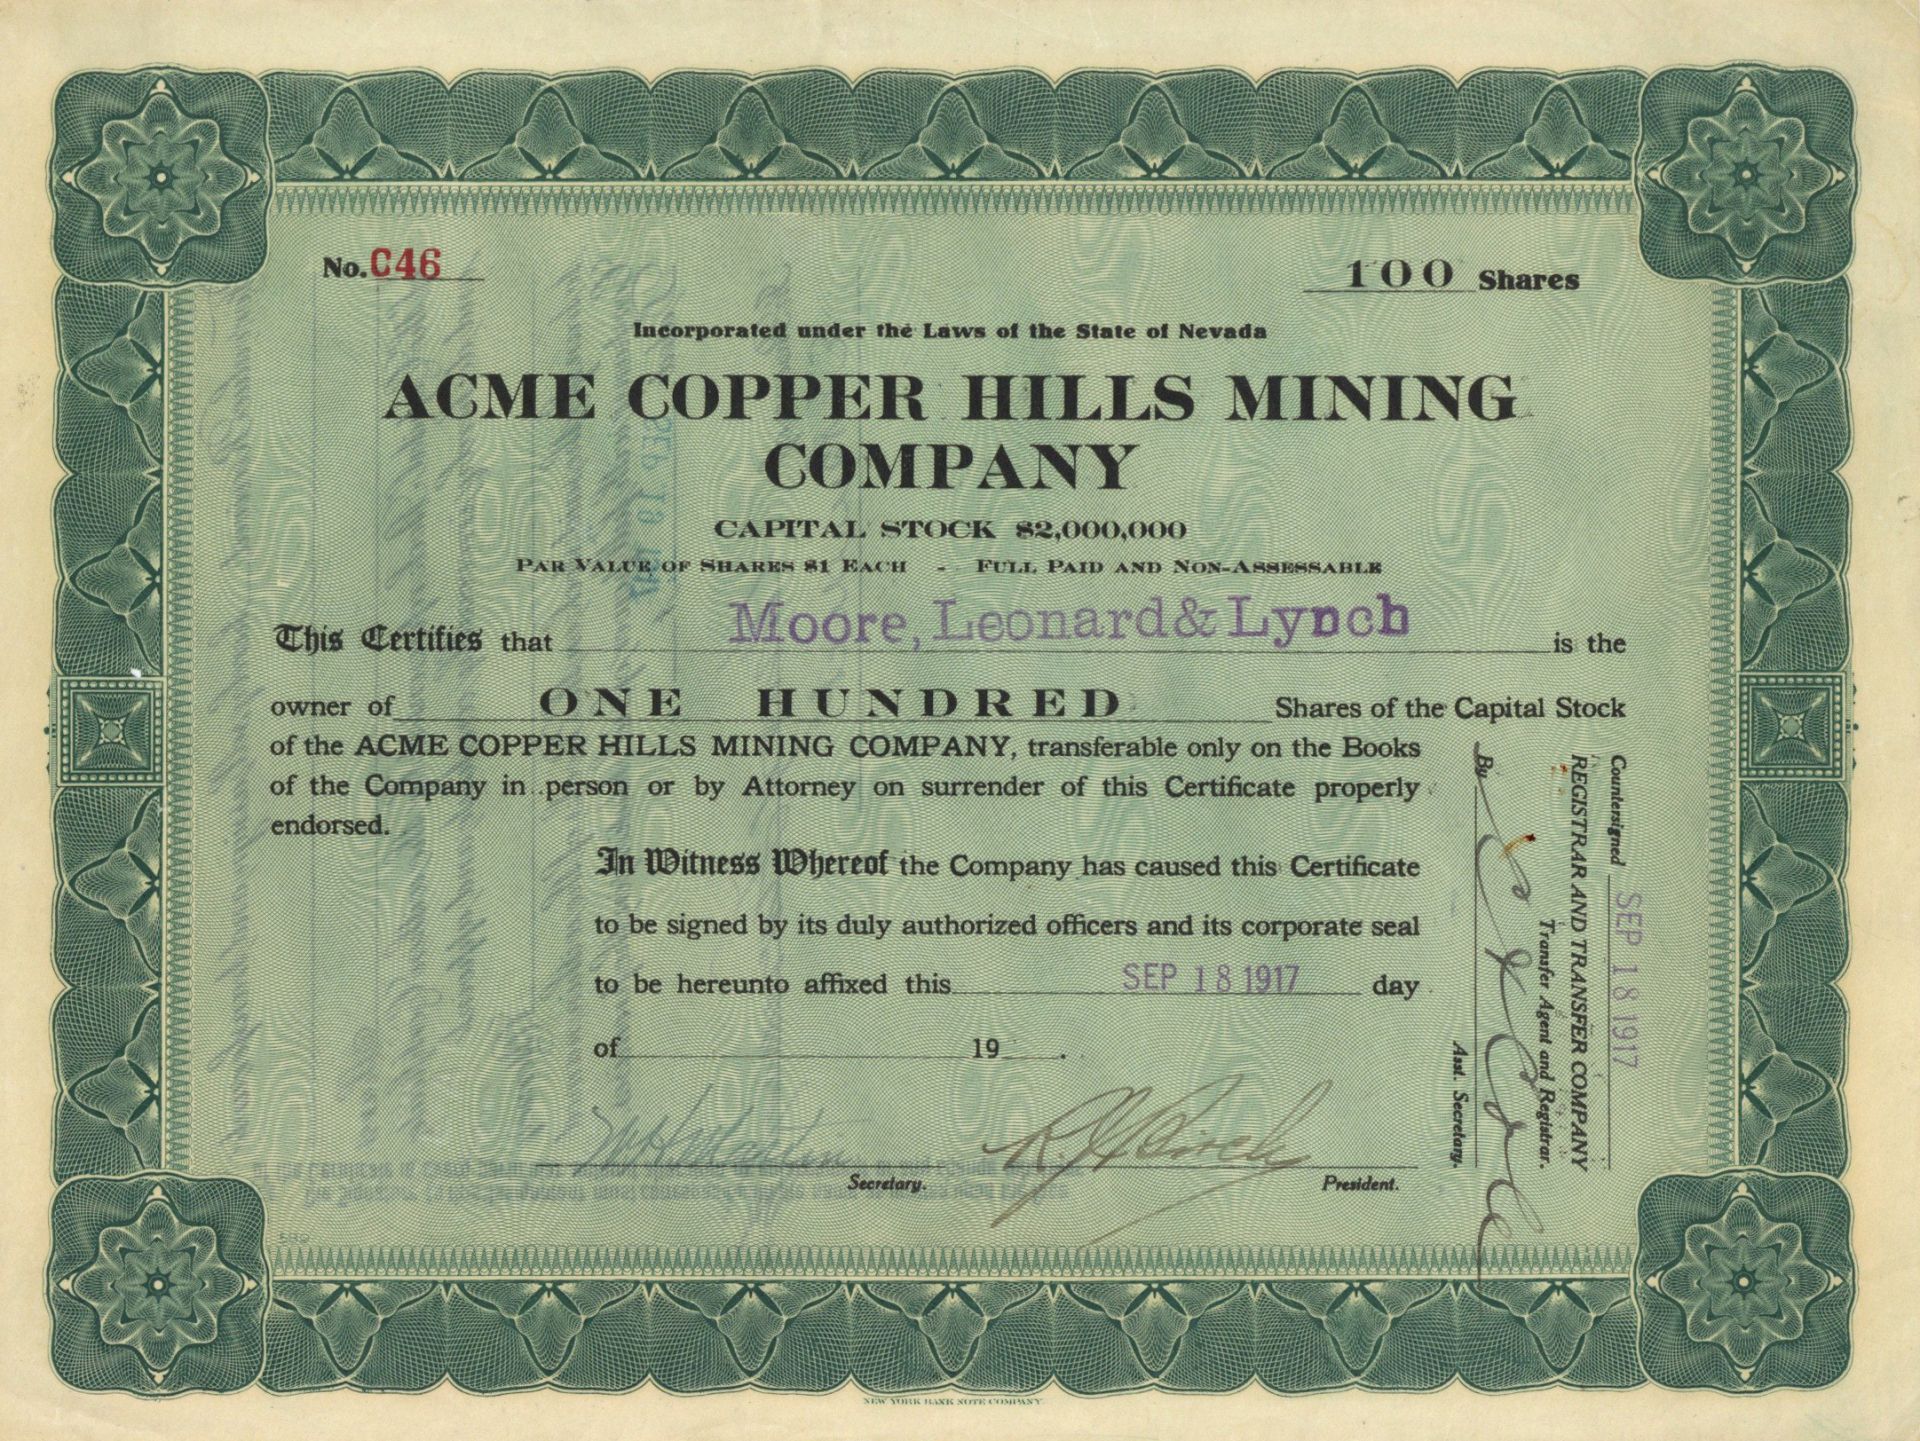 No. C46
100 Shares
Incorporated under the Laws of the State of Nevada
ACME COPPER HILLS MINING
COMPANY
CAPITAL STOCK $2,000,000
PAR VALUE OF SHARES $1 EACH - FULL PAID AND NON-ASSESSABLE
This Certifies that Moore, Leonard & Lynch is the
owner of ONE HUNDRED Shares of the Capital Stock
of the ACME COPPER HILLS MINING COMPANY, transferable only on the Books
of the Company in person or by Attorney on surrender of this Certificate properly
endorsed.
In Witness Whereof the Company has caused this Certificate
to be signed by its duly authorized officers and its corporate seal
to be hereunto affixed this SEP 18 1917 day
of 19 .
Secretary.
President.
Countersigned SEP 18 1917
REGISTRAR AND TRANSFER COMPANY
Transfer Agent and Registrar.
By
Asst. Secretary.
NEW YORK BANK NOTE COMPANY